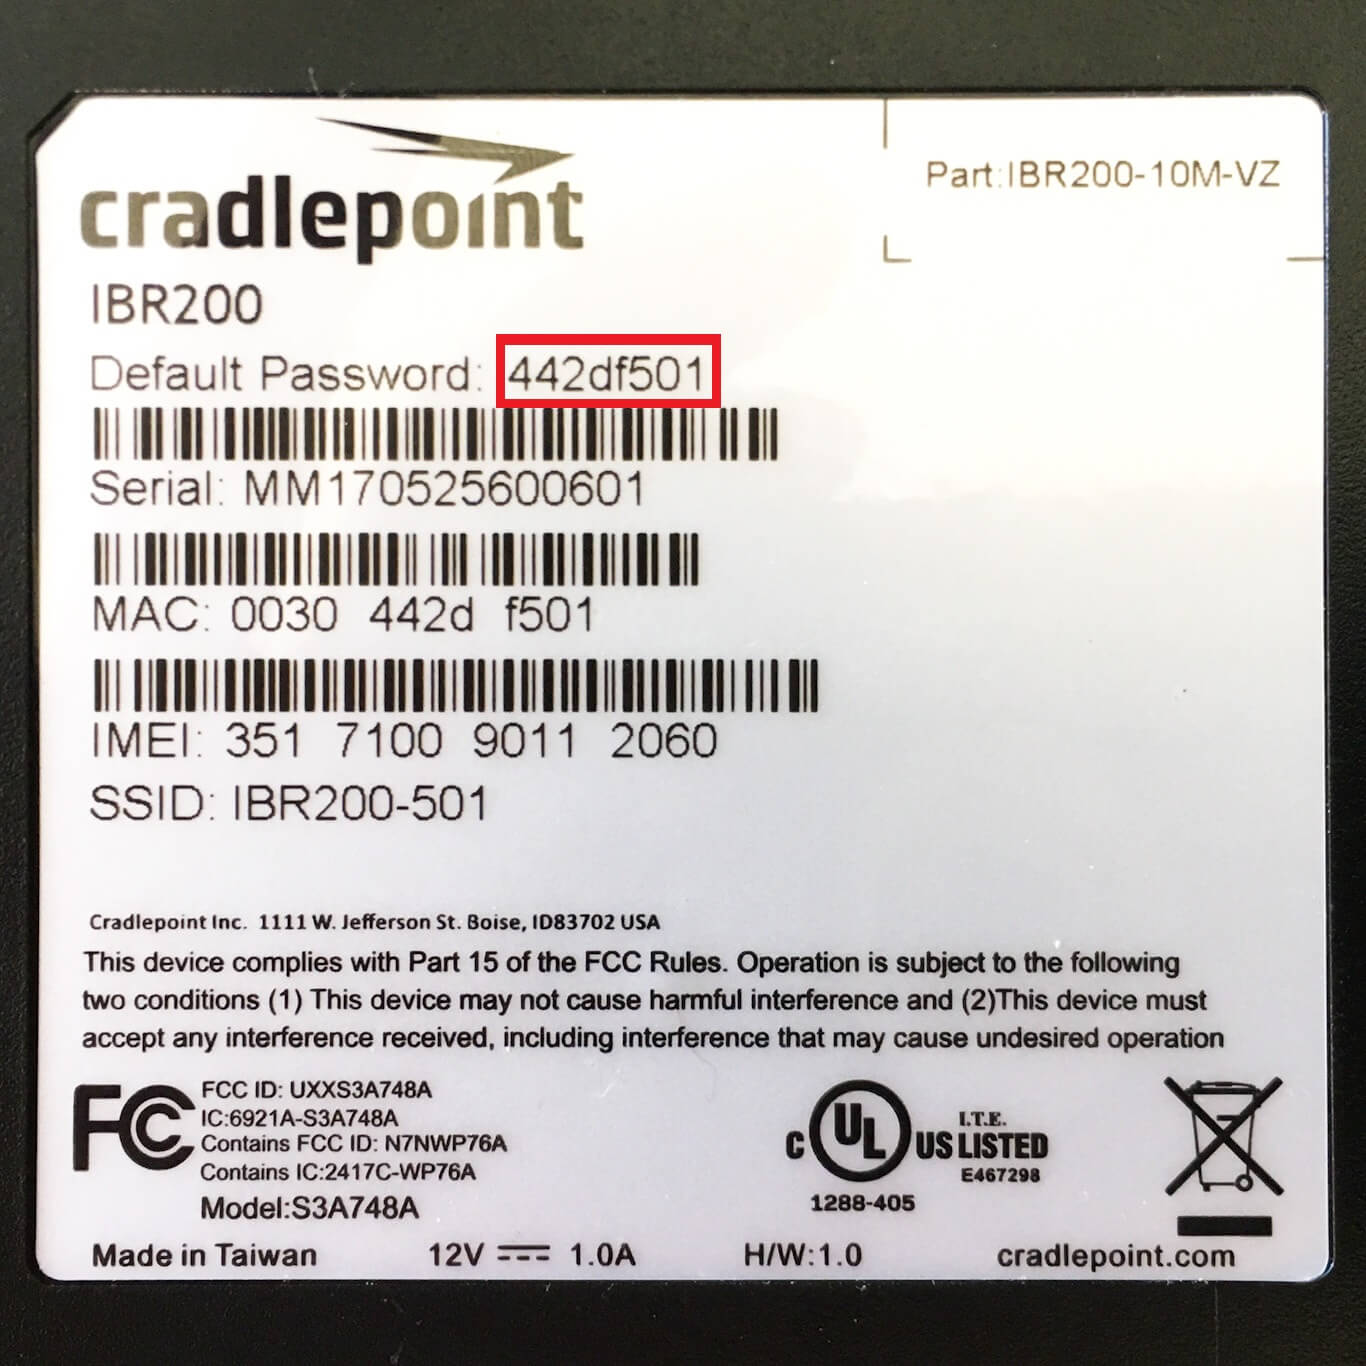 cradlepoint
Part:IBR200-10M-VZ
IBR200
Default Password: 442df501
Serial: MM170525600601
MAC: 0030 442d f501
IMEI: 351 7100 9011 2060
SSID: IBR200-501
Cradlepoint Inc. 1111 W. Jefferson St. Boise, ID83702 USA
This device complies with Part 15 of the FCC Rules. Operation is subject to the following
two conditions (1) This device may not cause harmful interference and (2)This device must
accept any interference received, including interference that may cause undesired operation
FC
FCC ID: UXXS3A748A
IC:6921A-S3A748A
Contains FCC ID: N7NWP76A
Contains IC:2417C-WP76A
Model:S3A748A
C UL US LISTED
I.T.E.
E467298
1288-405
Made in Taiwan
12V 1.0A
H/W:1.0
cradlepoint.com